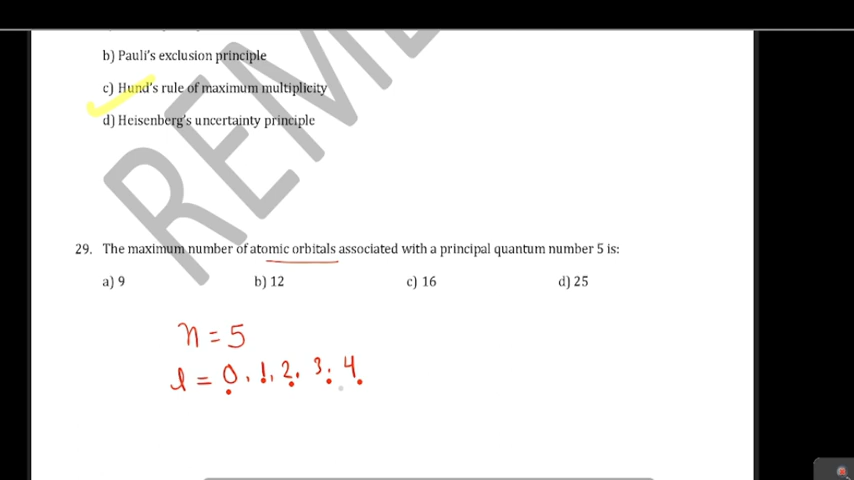 b) Pauli's exclusion principle
c) Hund's rule of maximum multiplicity
d) Heisenberg's uncertainty principle
REME
29. The maximum number of atomic orbitals associated with a principal quantum number 5 is:
a) 9 b) 12 c) 16 d) 25
n = 5
l = 0, 1, 2, 3, 4